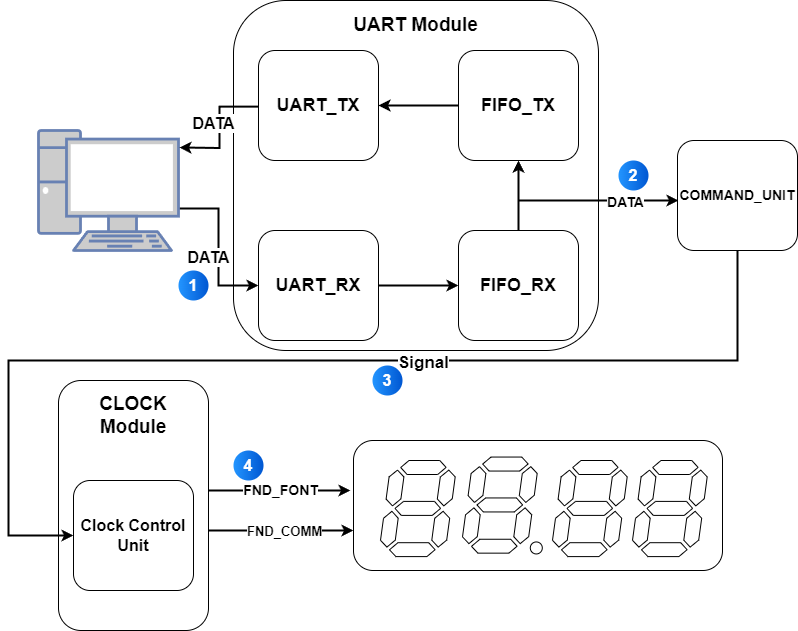 UART Module
UART_TX
FIFO_TX
DATA
2
COMMAND_UNIT
DATA
DATA
1
UART_RX
FIFO_RX
Signal
3
CLOCK
Module
4
FND_FONT
Clock Control
Unit
FND_COMM